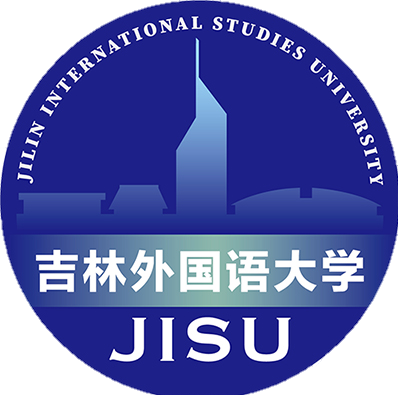 JILIN INTERNATIONAL STUDIES UNIVERSITY
吉林外国语大学
JISU